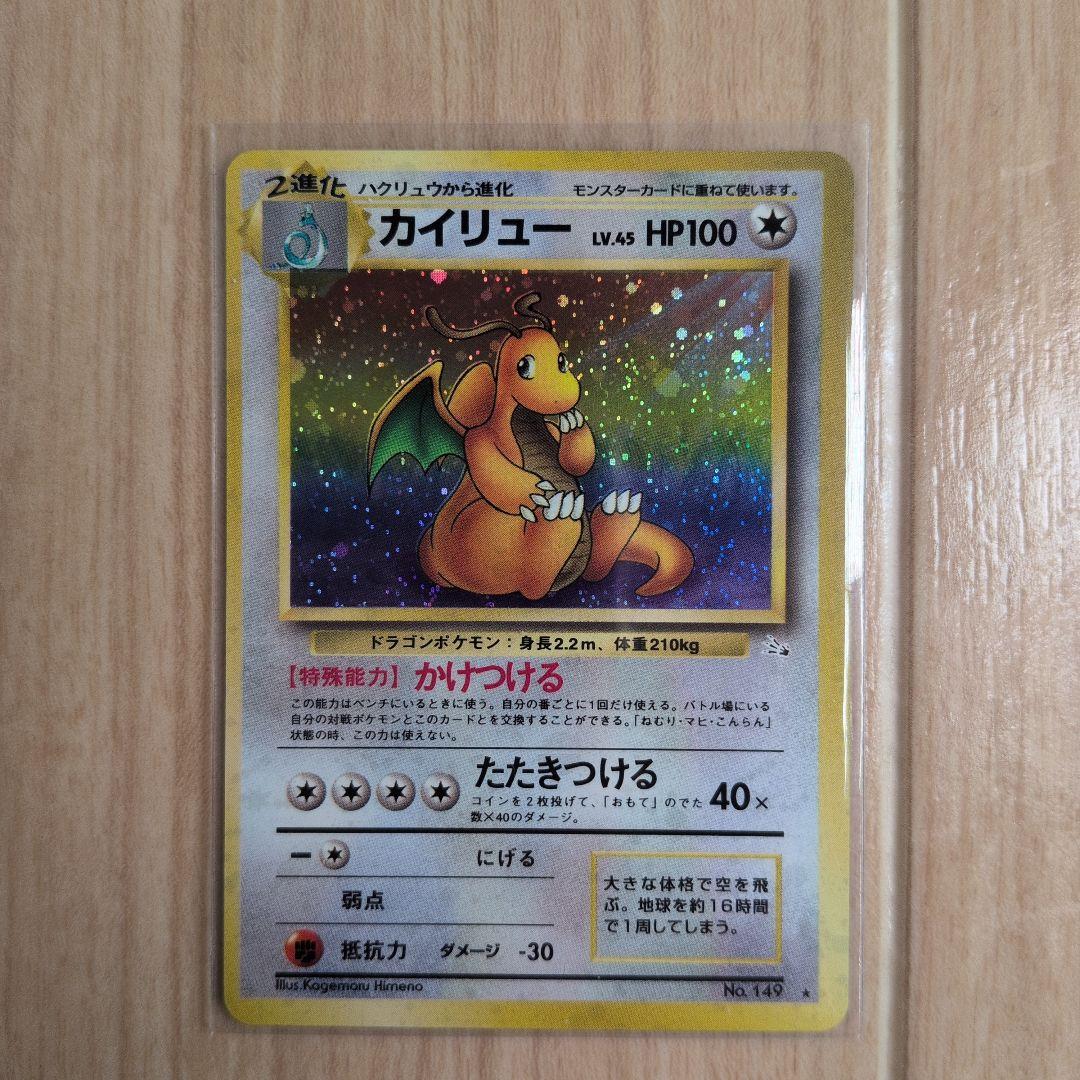 2進化 ハクリュウから進化 モンスターカードに重ねて使います。
カイリュー LV.45 HP100
ドラゴンポケモン：身長2.2m、体重210kg
【特殊能力】 かけつける
この能力はベンチにいるときに使う。自分の番ごとに1回だけ使える。バトル場にいる
自分の対戦ポケモンとこのカードとを交換することができる。「ねむり・マヒ・こんらん」
状態の時、この力は使えない。
たたきつける
コインを2枚投げて、「おもて」のでた
数×40のダメージ。
40×
にげる
弱点
抵抗力 ダメージ -30
大きな体格で空を飛
ぶ。地球を約16時間
で1周してしまう。
Illus.Kagemaru Himeno
No. 149